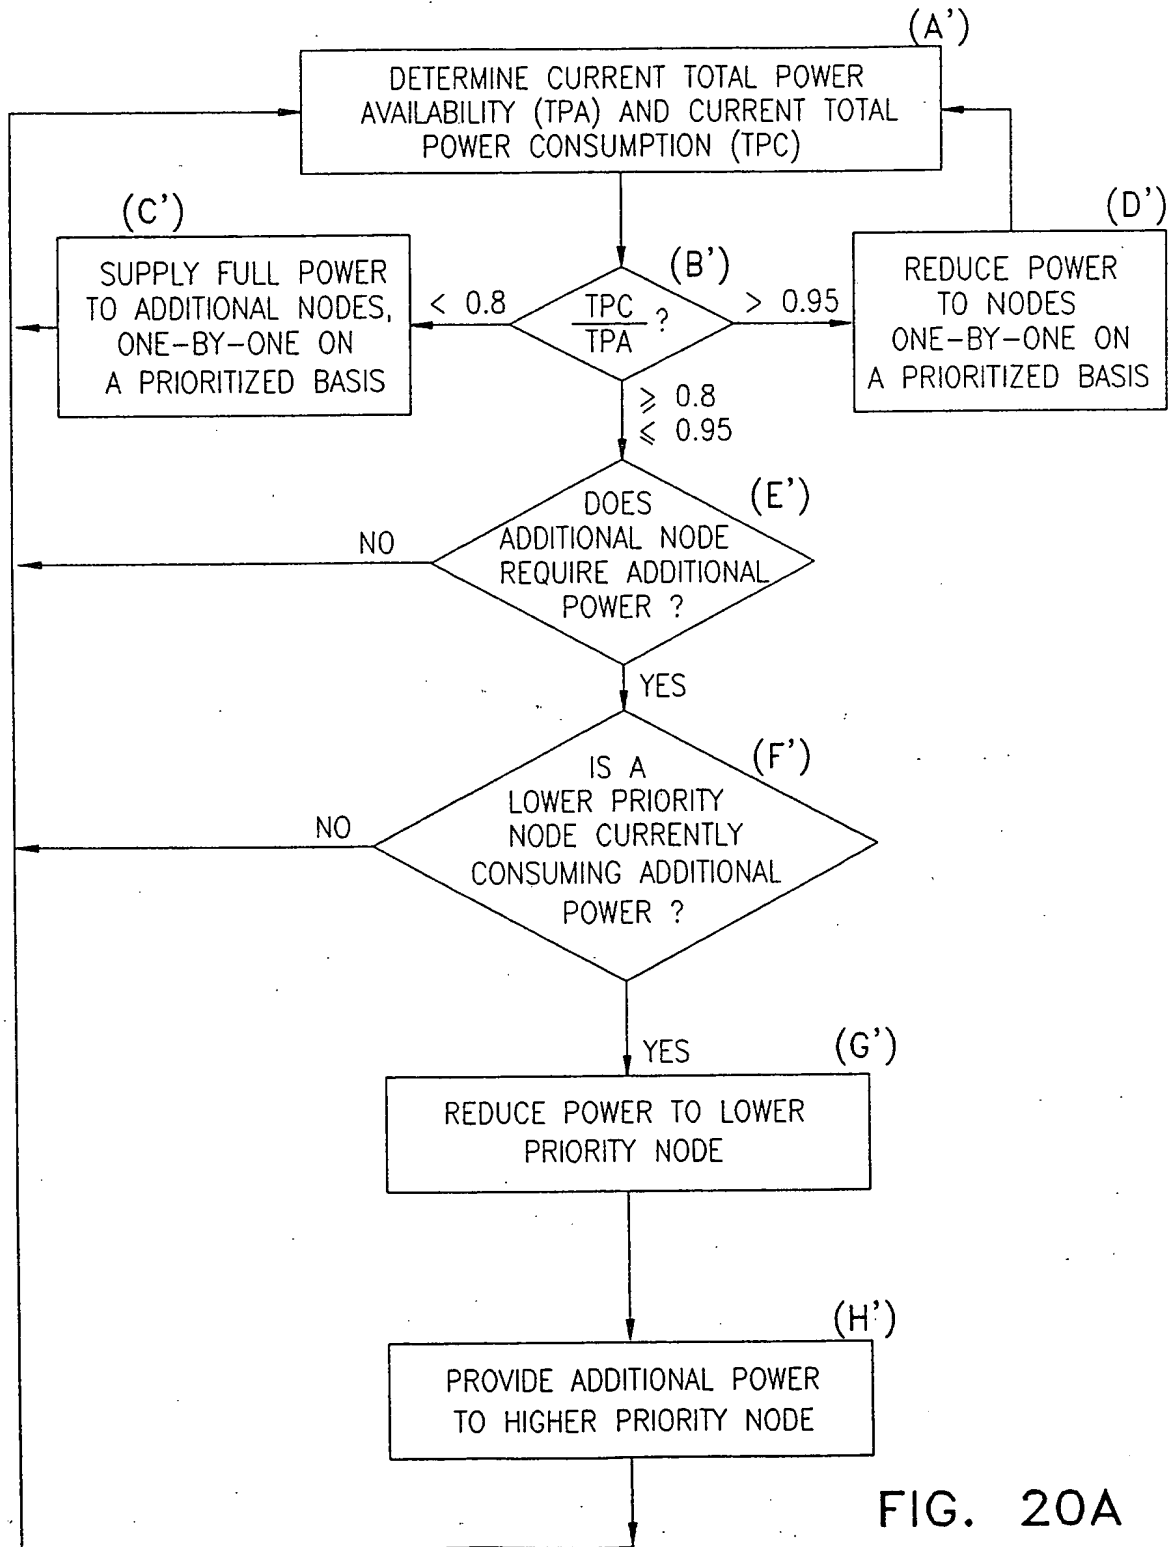 (A')
DETERMINE CURRENT TOTAL POWER
AVAILABILITY (TPA) AND CURRENT TOTAL
POWER CONSUMPTION (TPC)
(C')
SUPPLY FULL POWER
TO ADDITIONAL NODES,
ONE-BY-ONE ON
A PRIORITIZED BASIS
< 0.8
(B')
TPC
TPA
?
> 0.95
(D')
REDUCE POWER
TO NODES
ONE-BY-ONE ON
A PRIORITIZED BASIS
⩾ 0.8
⩽ 0.95
(E')
DOES
ADDITIONAL NODE
REQUIRE ADDITIONAL
POWER ?
NO
YES
(F')
IS A
LOWER PRIORITY
NODE CURRENTLY
CONSUMING ADDITIONAL
POWER ?
NO
YES
(G')
REDUCE POWER TO LOWER
PRIORITY NODE
(H')
PROVIDE ADDITIONAL POWER
TO HIGHER PRIORITY NODE
FIG. 20A